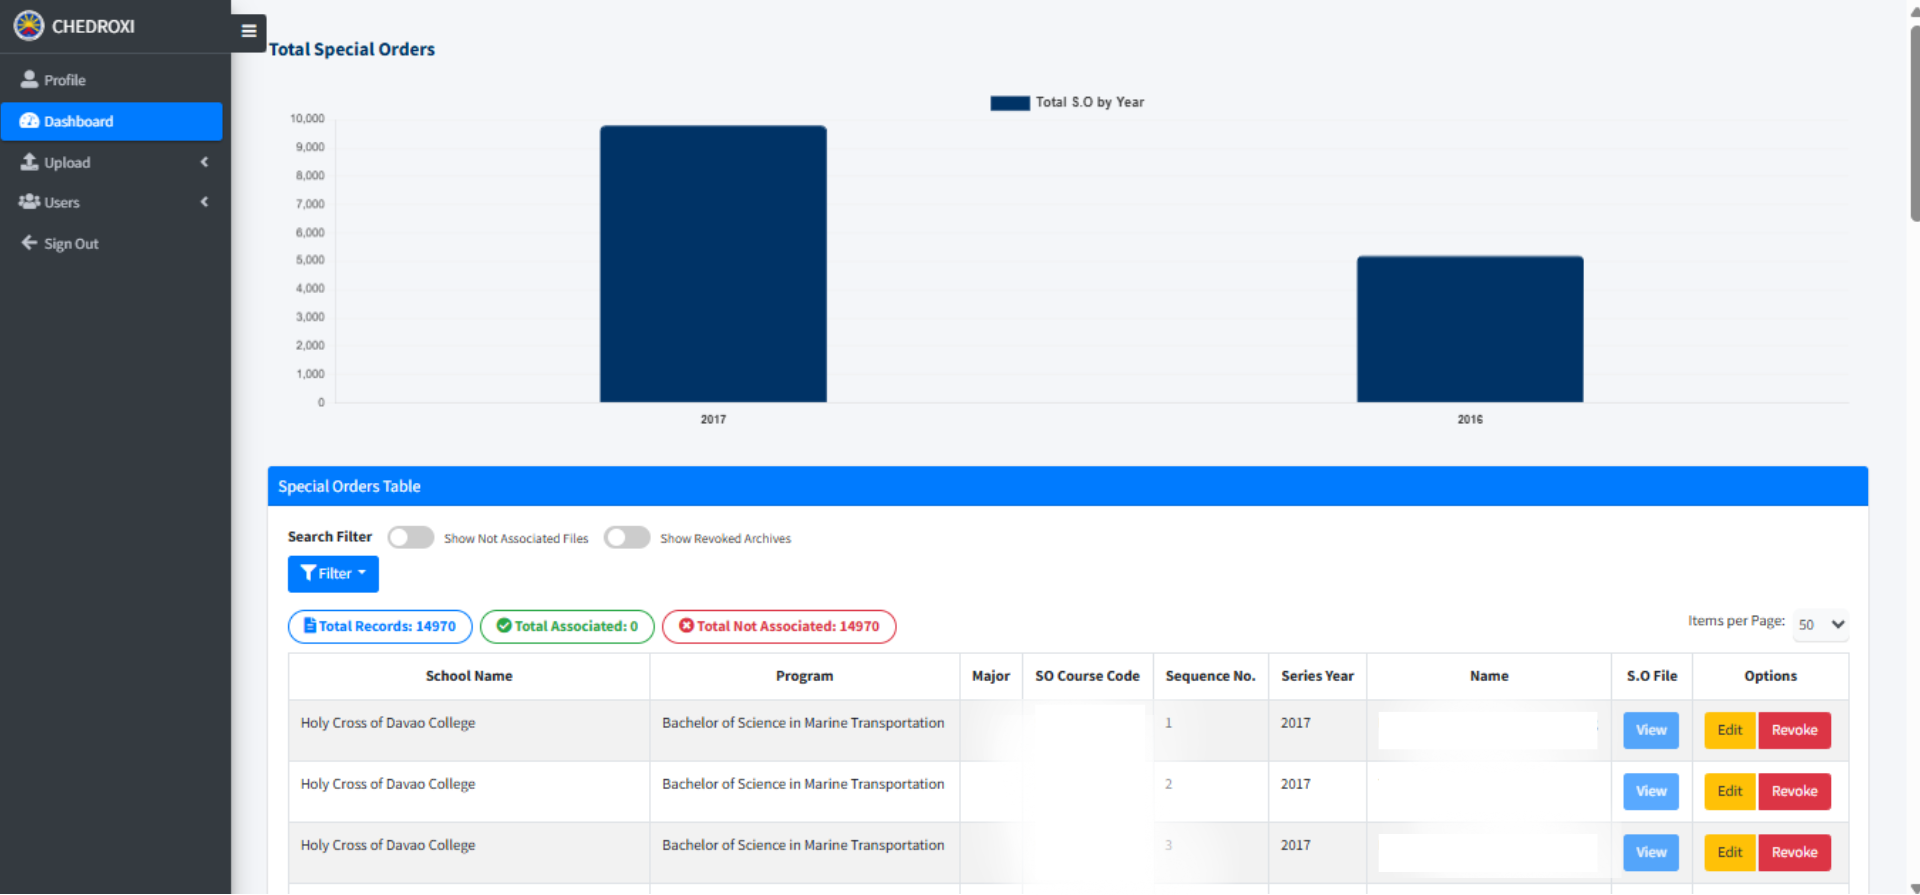 CHEDROXI
Profile
Dashboard
Upload
Users
Sign Out
Total Special Orders
Total S.O by Year
10,000
9,000
8,000
7,000
6,000
5,000
4,000
3,000
2,000
1,000
0
2017
2016
Special Orders Table
Search Filter Show Not Associated Files Show Revoked Archives
Filter
Total Records: 14970 Total Associated: 0 Total Not Associated: 14970 Items per Page: 50
School Name Program Major SO Course Code Sequence No. Series Year Name S.O File Options
Holy Cross of Davao College Bachelor of Science in Marine Transportation 1 2017 View Edit Revoke
Holy Cross of Davao College Bachelor of Science in Marine Transportation 2 2017 View Edit Revoke
Holy Cross of Davao College Bachelor of Science in Marine Transportation 3 2017 View Edit Revoke